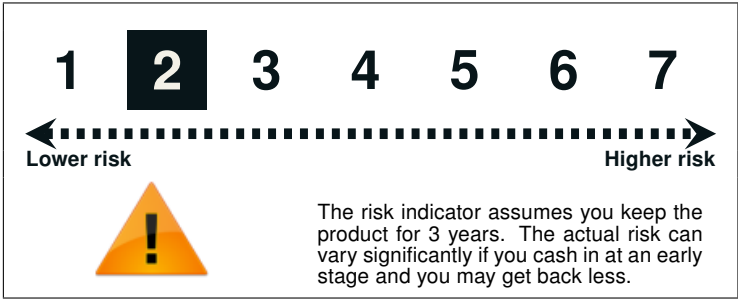 1 2 3 4 5 6 7
Lower risk Higher risk
!
The risk indicator assumes you keep the
product for 3 years. The actual risk can
vary significantly if you cash in at an early
stage and you may get back less.